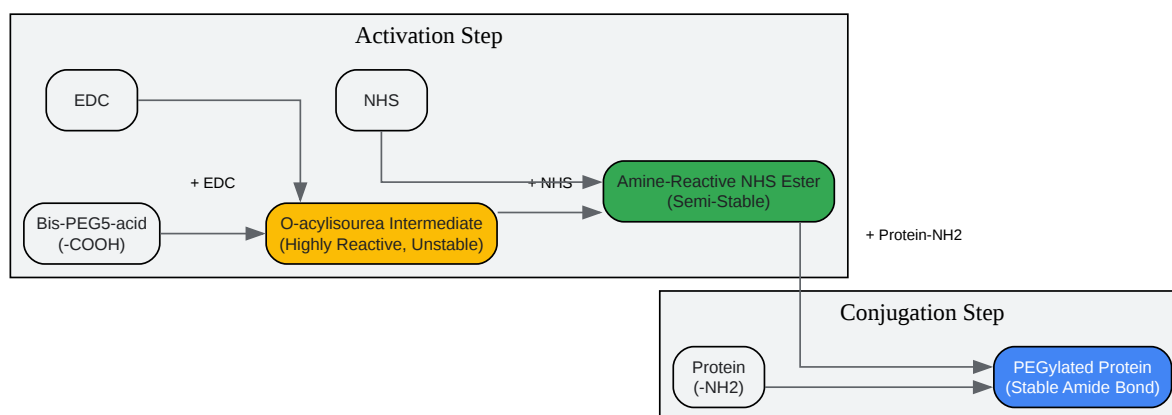 Activation Step
EDC
NHS
+ EDC
+ NHS
Amine-Reactive NHS Ester
(Semi-Stable)
Bis-PEG5-acid
(-COOH)
O-acylisourea Intermediate
(Highly Reactive, Unstable)
+ Protein-NH2
Conjugation Step
Protein
(-NH2)
PEGylated Protein
(Stable Amide Bond)